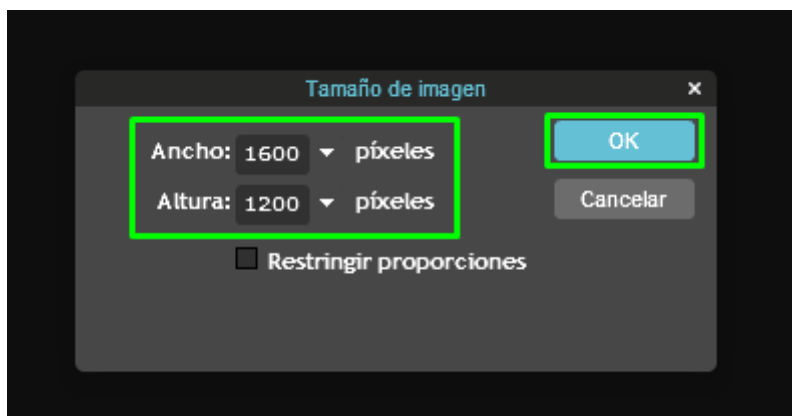 Tamaño de imagen ×
Ancho: 1600 píxeles
OK
Altura: 1200 píxeles
Cancelar
Restringir proporciones